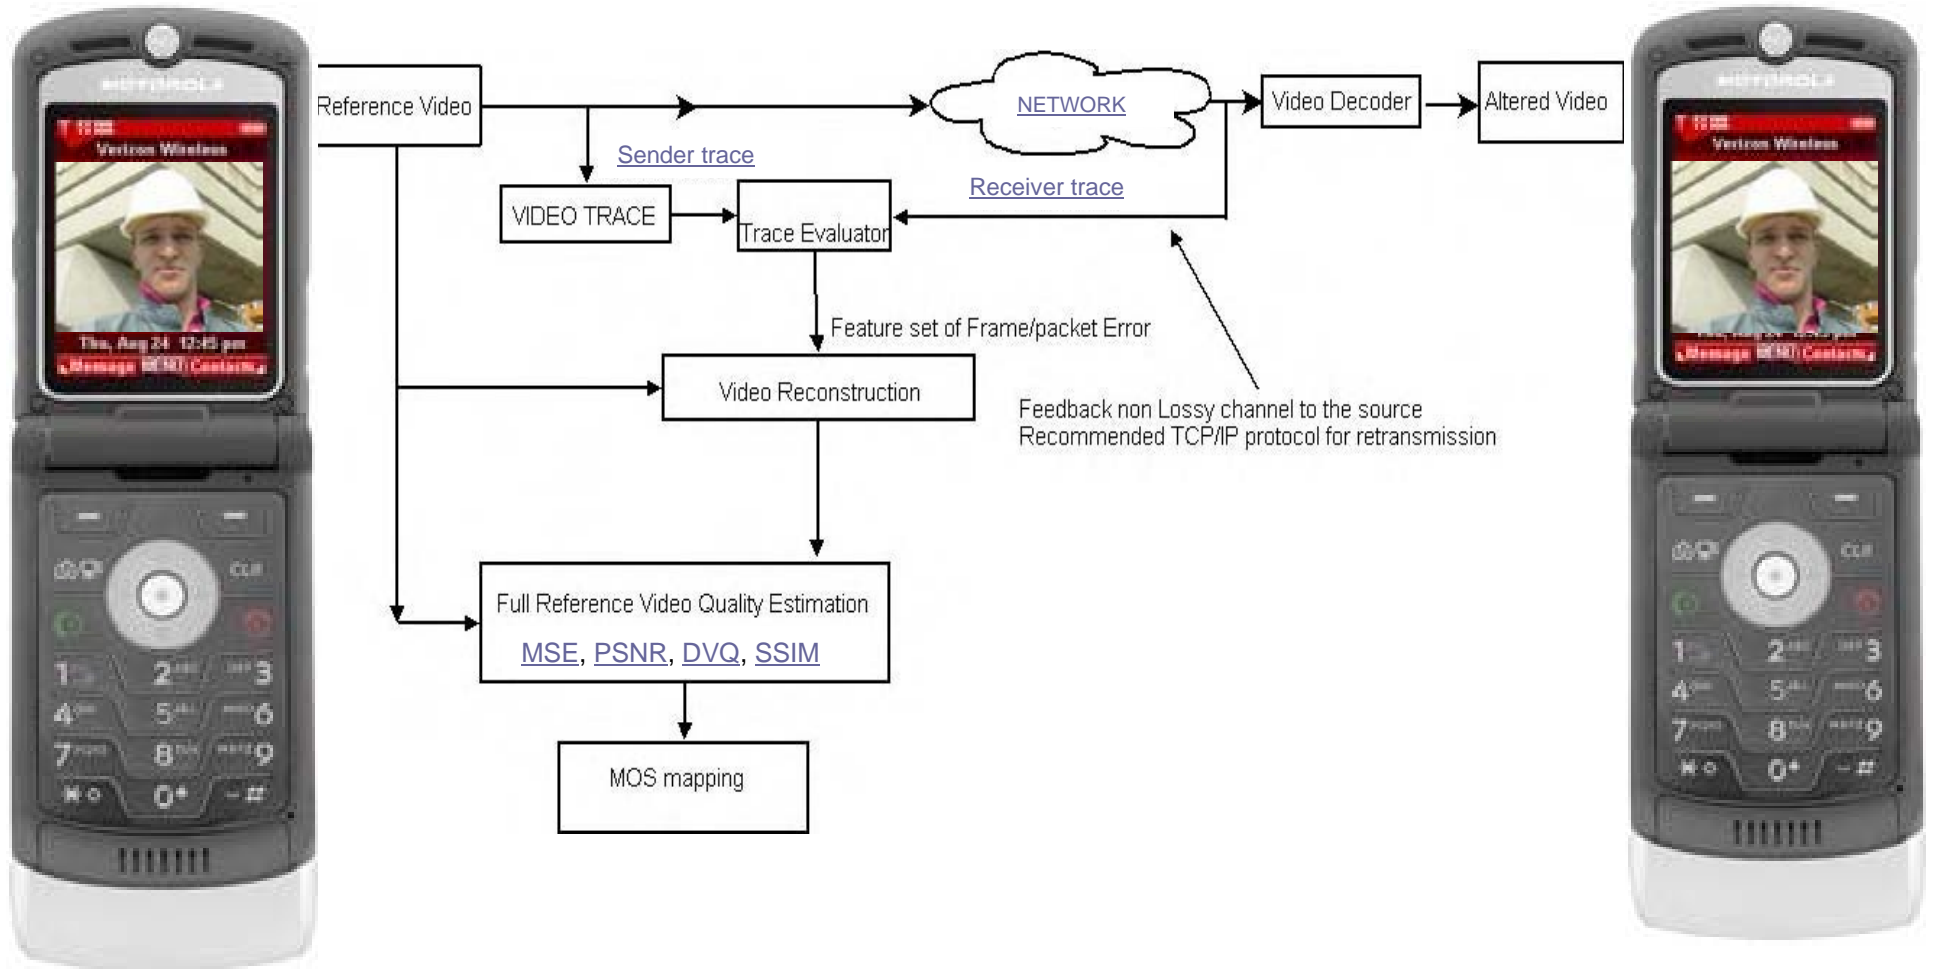 MOTOROLA
Verizon Wireless
Thu, Aug 24 12:45 pm
Message MENU Contacts
CLR
1
2 ABC
3
4
5
6
7
8
9
0+
#
Reference Video
NETWORK
Video Decoder
Altered Video
Sender trace
Receiver trace
VIDEO TRACE
Trace Evaluator
Feature set of Frame/packet Error
Video Reconstruction
Feedback non Lossy channel to the source
Recommended TCP/IP protocol for retransmission
Full Reference Video Quality Estimation
MSE, PSNR, DVQ, SSIM
MOS mapping
MOTOROLA
Verizon Wireless
Message MENU Contacts
CLR
1
2 ABC
3
4
5
6
7
8
9
0+
#